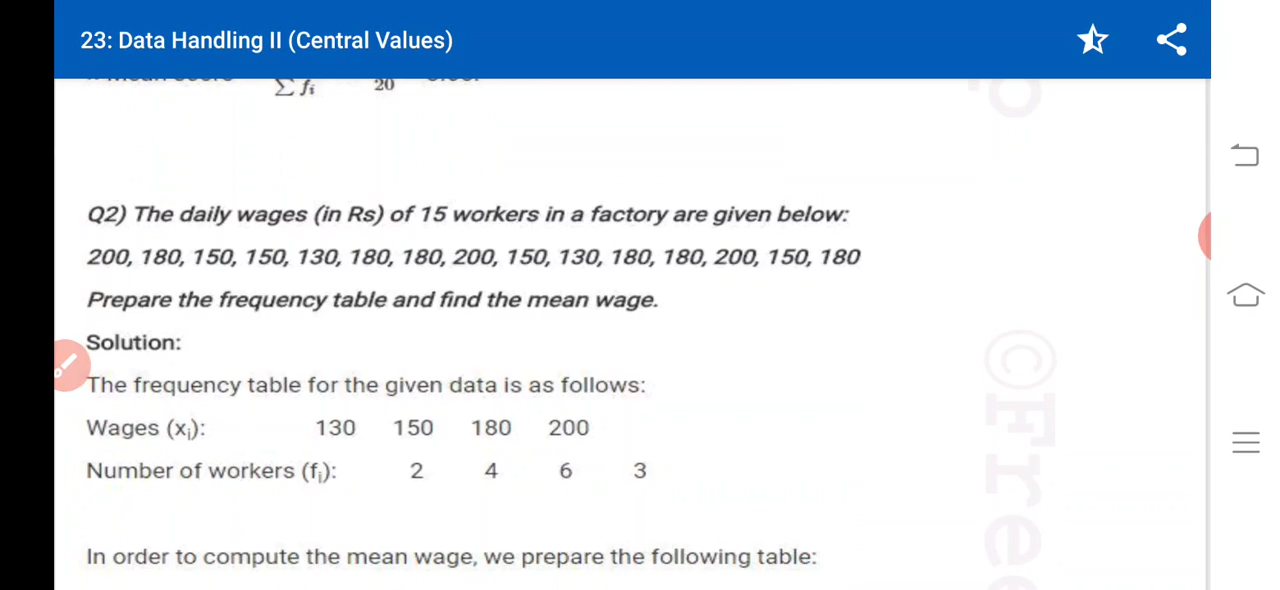 23: Data Handling II (Central Values)
∑ fᵢ 20
Q2) The daily wages (in Rs) of 15 workers in a factory are given below:
200, 180, 150, 150, 130, 180, 180, 200, 150, 130, 180, 180, 200, 150, 180
Prepare the frequency table and find the mean wage.
Solution:
The frequency table for the given data is as follows:
Wages (xᵢ): 130 150 180 200
Number of workers (fᵢ): 2 4 6 3
In order to compute the mean wage, we prepare the following table:
©Free